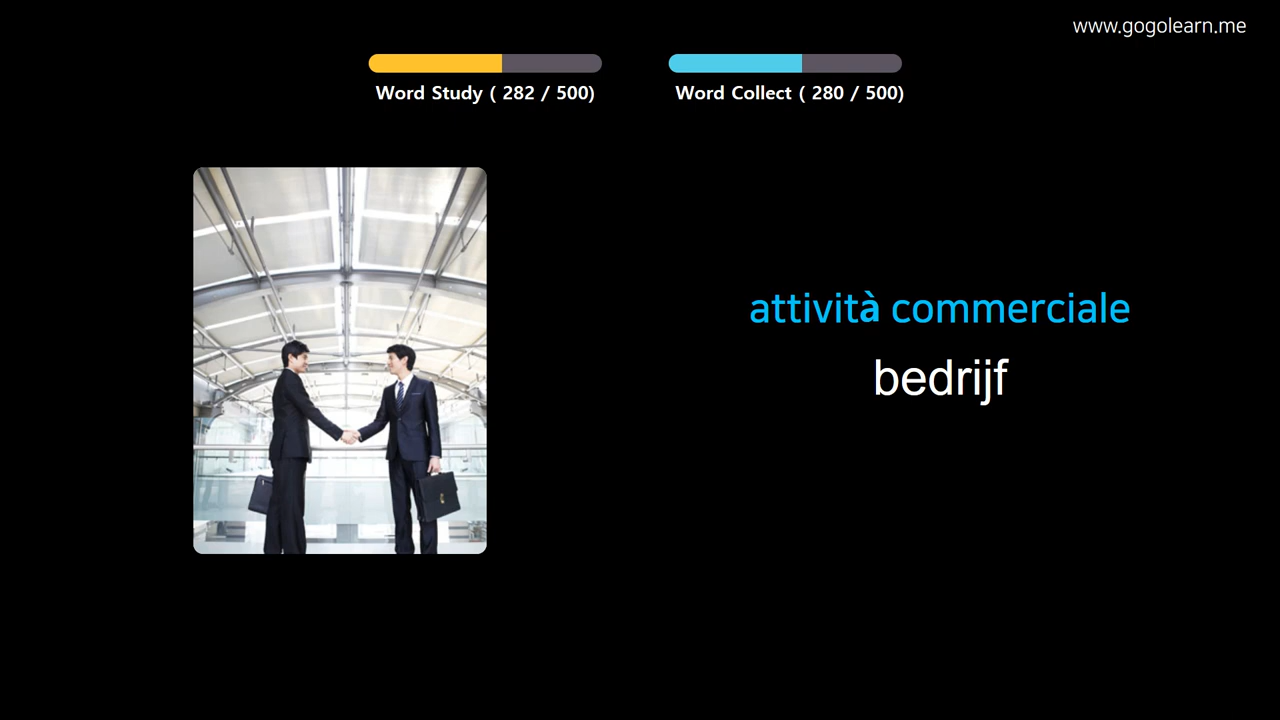 www.gogolearn.me
Word Study ( 282 / 500)
Word Collect ( 280 / 500)
attività commerciale
bedrijf